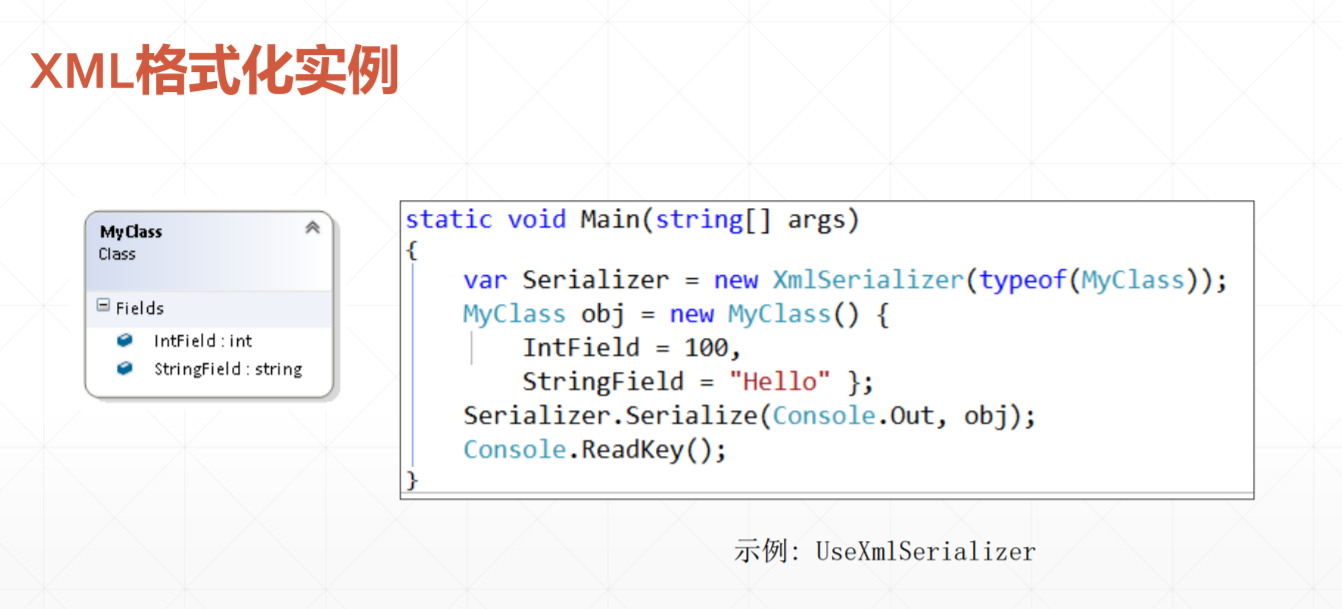 XML格式化实例
MyClass
Class
Fields
IntField : int
StringField : string
static void Main(string[] args)
{
var Serializer = new XmlSerializer(typeof(MyClass));
MyClass obj = new MyClass() {
IntField = 100,
StringField = "Hello" };
Serializer.Serialize(Console.Out, obj);
Console.ReadKey();
}
示例: UseXmlSerializer